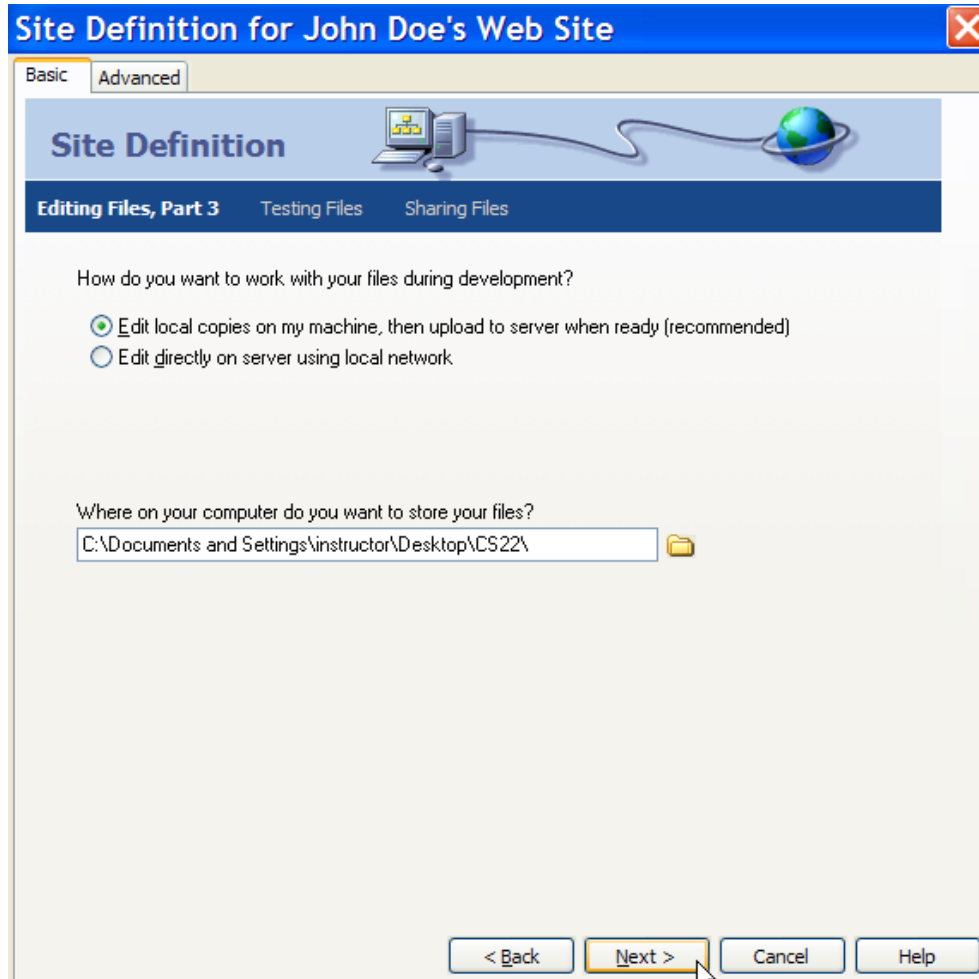 Site Definition for John Doe's Web Site
Basic Advanced
Site Definition
Editing Files, Part 3 Testing Files Sharing Files
How do you want to work with your files during development?
Edit local copies on my machine, then upload to server when ready (recommended)
Edit directly on server using local network
Where on your computer do you want to store your files?
C:\Documents and Settings\instructor\Desktop\CS22\
< Back Next > Cancel Help